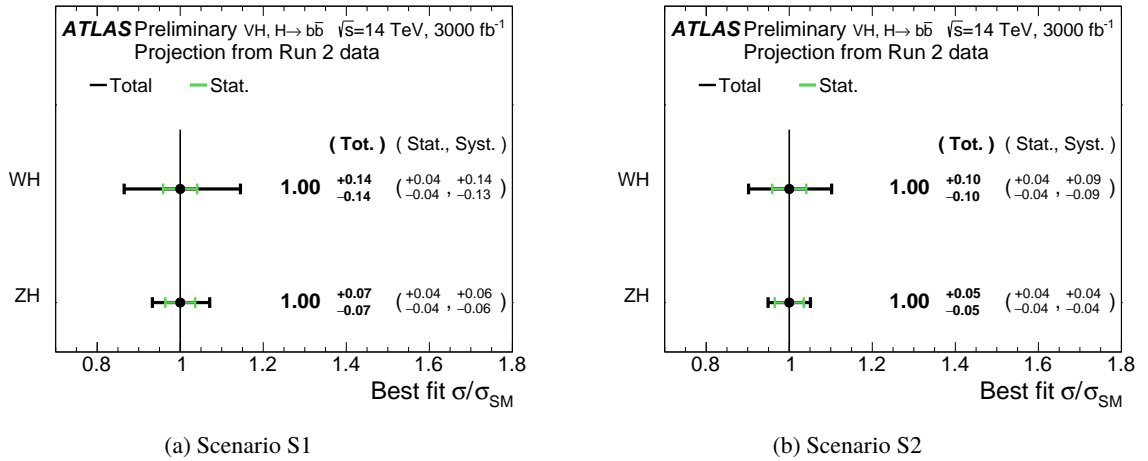 ATLAS Preliminary VH, H→ bb̅ √s=14 TeV, 3000 fb⁻¹
Projection from Run 2 data
Total Stat.
( Tot. ) ( Stat., Syst. )
WH 1.00 +0.14 −0.14 ( +0.04 −0.04 , +0.14 −0.13 )
ZH 1.00 +0.07 −0.07 ( +0.04 −0.04 , +0.06 −0.06 )
0.8 1 1.2 1.4 1.6 1.8
Best fit σ/σSM
(a) Scenario S1
ATLAS Preliminary VH, H→ bb̅ √s=14 TeV, 3000 fb⁻¹
Projection from Run 2 data
Total Stat.
( Tot. ) ( Stat., Syst. )
WH 1.00 +0.10 −0.10 ( +0.04 −0.04 , +0.09 −0.09 )
ZH 1.00 +0.05 −0.05 ( +0.04 −0.04 , +0.04 −0.04 )
0.8 1 1.2 1.4 1.6 1.8
Best fit σ/σSM
(b) Scenario S2